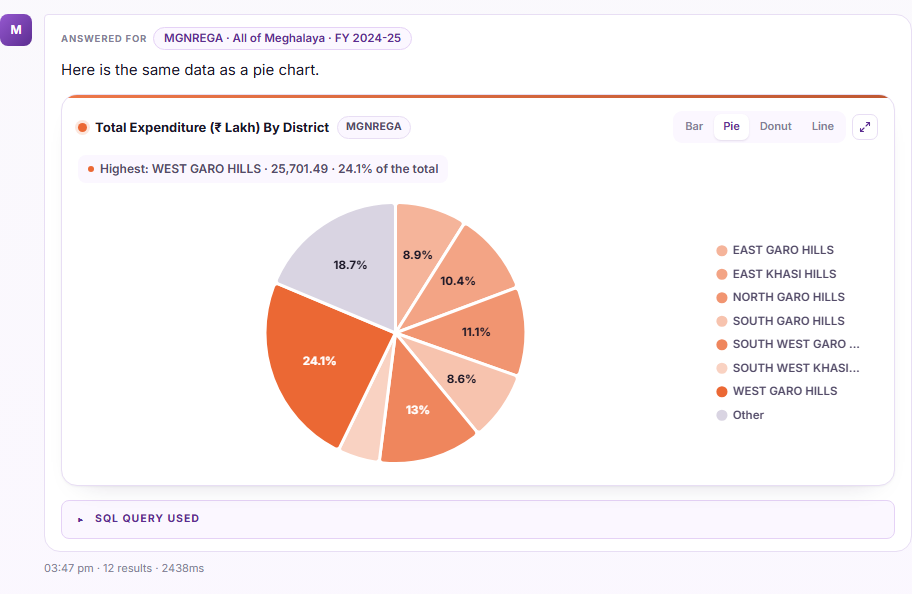 M
ANSWERED FOR MGNREGA · All of Meghalaya · FY 2024-25
Here is the same data as a pie chart.
Total Expenditure (₹ Lakh) By District MGNREGA
Bar Pie Donut Line
Highest: WEST GARO HILLS · 25,701.49 · 24.1% of the total
8.9%
10.4%
11.1%
8.6%
13%
24.1%
18.7%
EAST GARO HILLS
EAST KHASI HILLS
NORTH GARO HILLS
SOUTH GARO HILLS
SOUTH WEST GARO ...
SOUTH WEST KHASI...
WEST GARO HILLS
Other
SQL QUERY USED
03:47 pm · 12 results · 2438ms